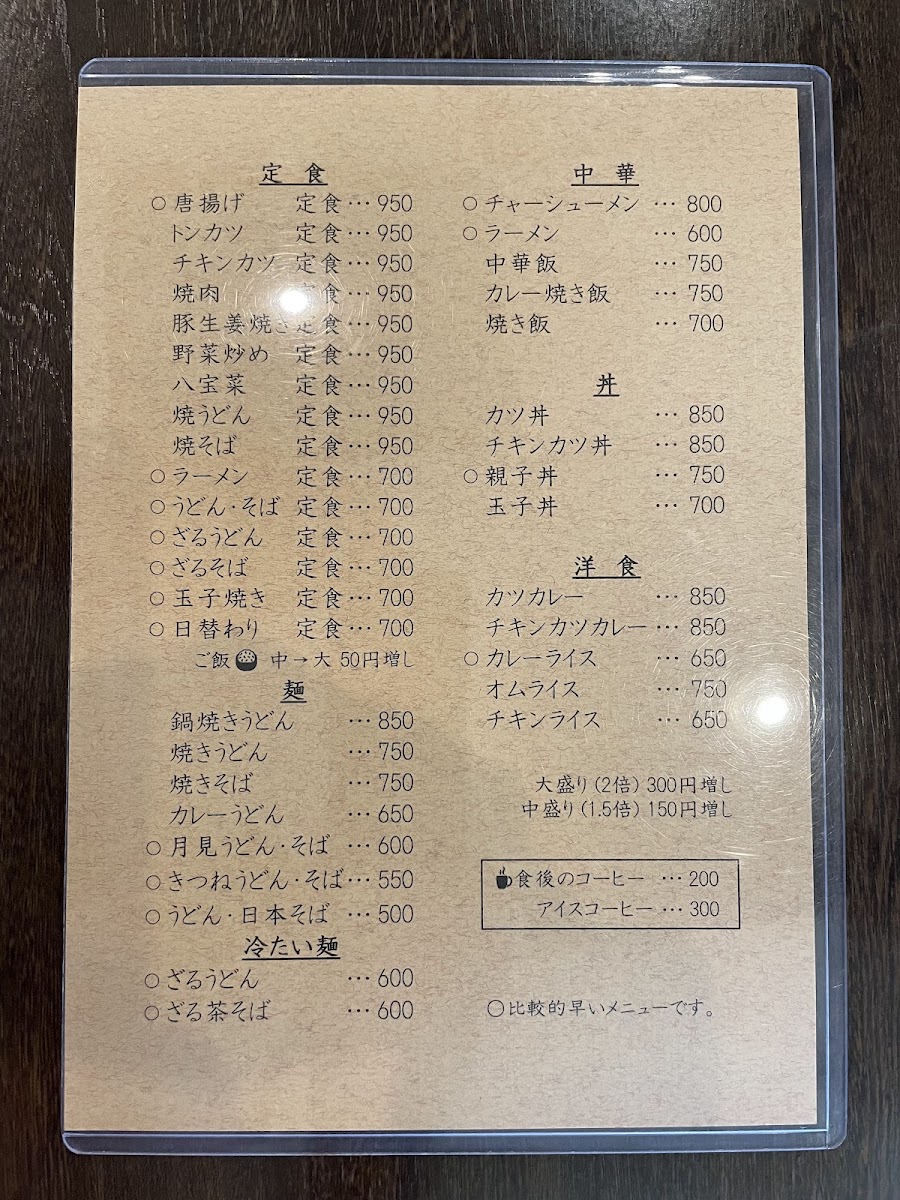 定 食
○唐揚げ 定食…950
トンカツ 定食…950
チキンカツ 定食…950
焼肉 定食…950
豚生姜焼き定食…950
野菜炒め 定食…950
八宝菜 定食…950
焼うどん 定食…950
焼そば 定食…950
○ラーメン 定食…700
○うどん・そば 定食…700
○ざるうどん 定食…700
○ざるそば 定食…700
○玉子焼き 定食…700
○日替わり 定食…700
ご飯 中→大 50円増し
麺
鍋焼きうどん …850
焼きうどん …750
焼きそば …750
カレーうどん …650
○月見うどん・そば …600
○きつねうどん・そば…550
○うどん・日本そば …500
冷たい麺
○ざるうどん …600
○ざる茶そば …600
中 華
○チャーシューメン …800
○ラーメン …600
中華飯 …750
カレー焼き飯 …750
焼き飯 …700
丼
カツ丼 …850
チキンカツ丼 …850
○親子丼 …750
玉子丼 …700
洋 食
カツカレー …850
チキンカツカレー…850
○カレーライス …650
オムライス …750
チキンライス …650
大盛り(2倍)300円増し
中盛り(1.5倍)150円増し
食後のコーヒー …200
アイスコーヒー…300
○比較的早いメニューです。